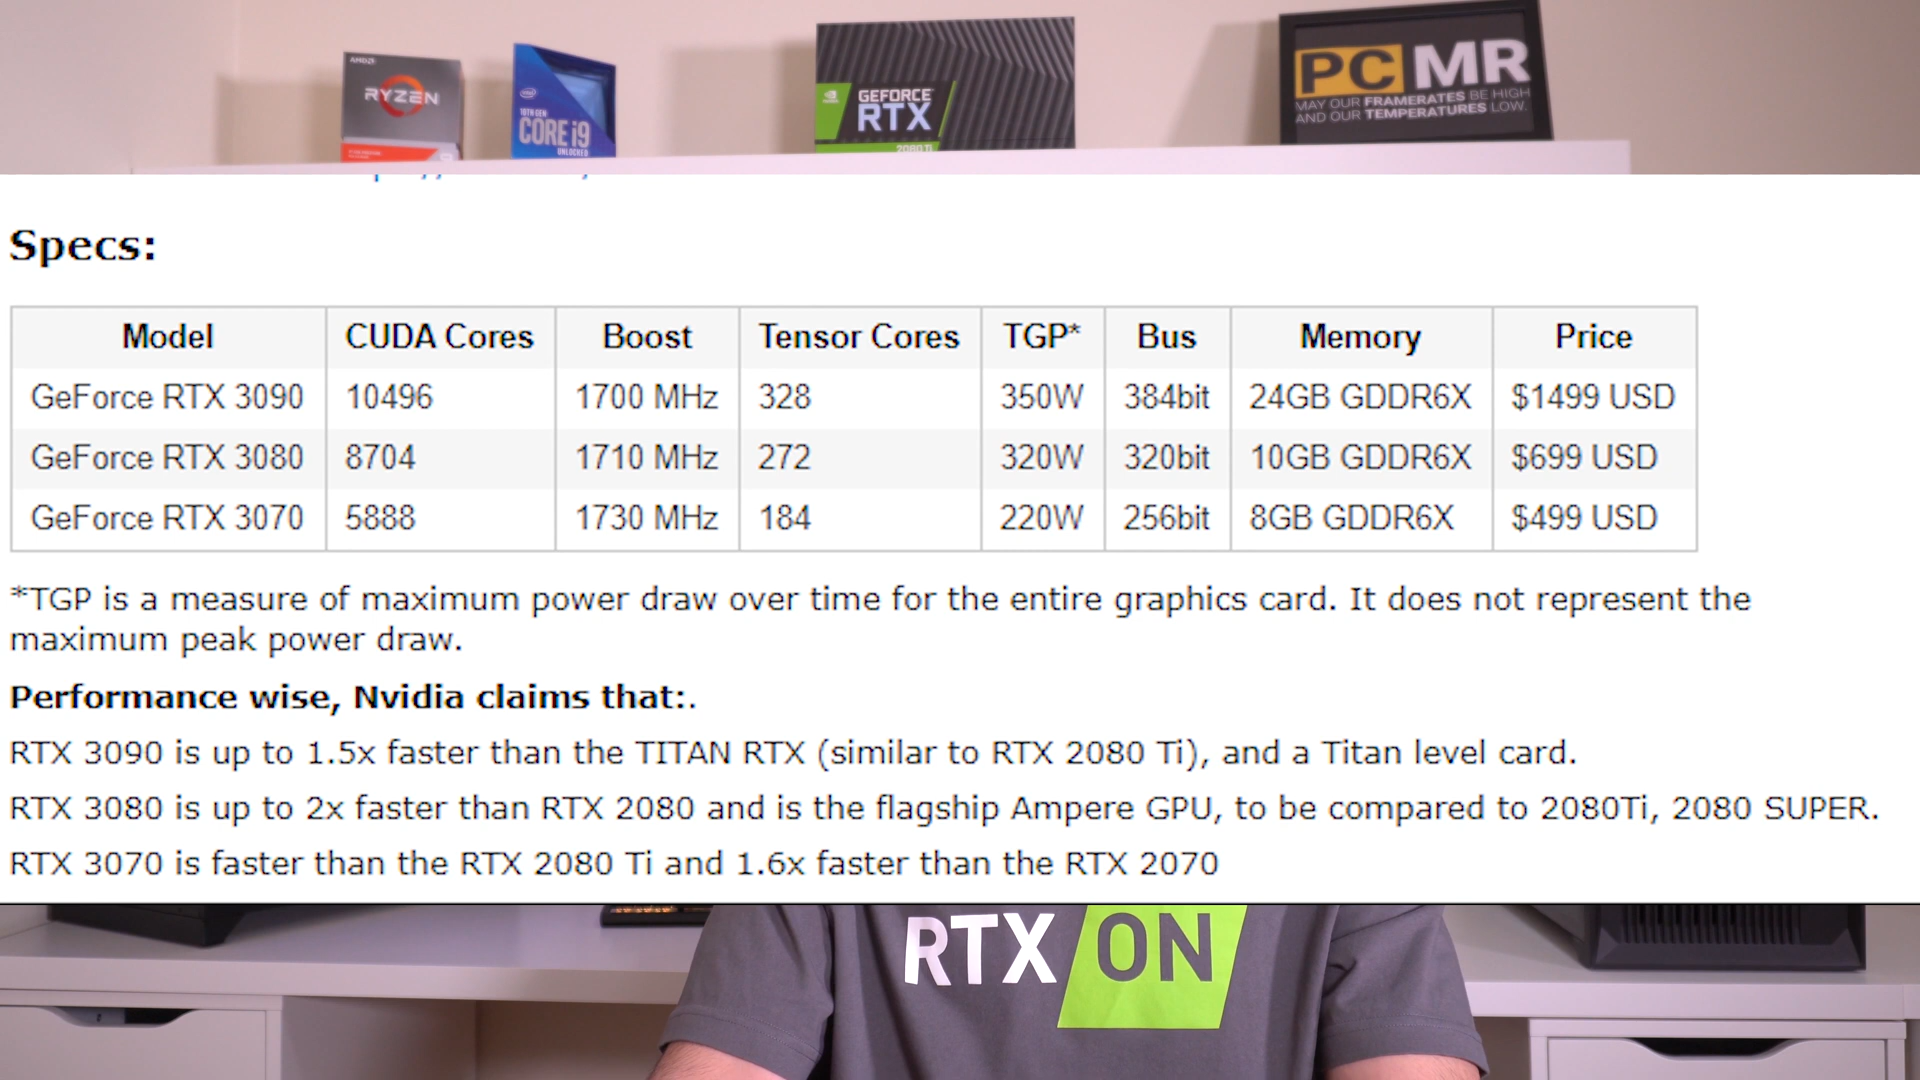 AMD
RYZEN
intel
10TH GEN
CORE i9
UNLOCKED
GEFORCE
RTX
2080 Ti
PCMR
MAY OUR FRAMERATES BE HIGH
AND OUR TEMPERATURES LOW.
Specs:
Model CUDA Cores Boost Tensor Cores TGP* Bus Memory Price
GeForce RTX 3090 10496 1700 MHz 328 350W 384bit 24GB GDDR6X $1499 USD
GeForce RTX 3080 8704 1710 MHz 272 320W 320bit 10GB GDDR6X $699 USD
GeForce RTX 3070 5888 1730 MHz 184 220W 256bit 8GB GDDR6X $499 USD
*TGP is a measure of maximum power draw over time for the entire graphics card. It does not represent the
maximum peak power draw.
Performance wise, Nvidia claims that:.
RTX 3090 is up to 1.5x faster than the TITAN RTX (similar to RTX 2080 Ti), and a Titan level card.
RTX 3080 is up to 2x faster than RTX 2080 and is the flagship Ampere GPU, to be compared to 2080Ti, 2080 SUPER.
RTX 3070 is faster than the RTX 2080 Ti and 1.6x faster than the RTX 2070
RTX ON